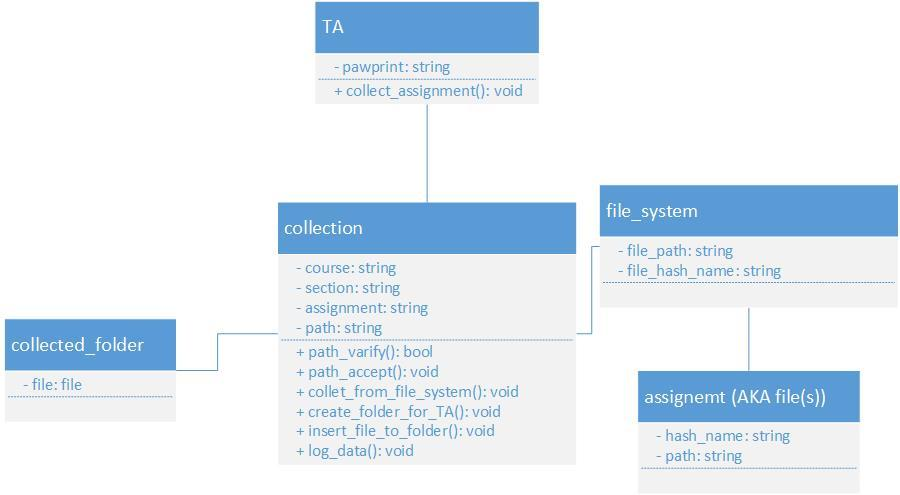 TA
- pawprint: string
+ collect_assignment(): void
collection
- course: string
- section: string
- assignment: string
- path: string
+ path_varify(): bool
+ path_accept(): void
+ collet_from_file_system(): void
+ create_folder_for_TA(): void
+ insert_file_to_folder(): void
+ log_data(): void
file_system
- file_path: string
- file_hash_name: string
collected_folder
- file: file
assignemt (AKA file(s))
- hash_name: string
- path: string